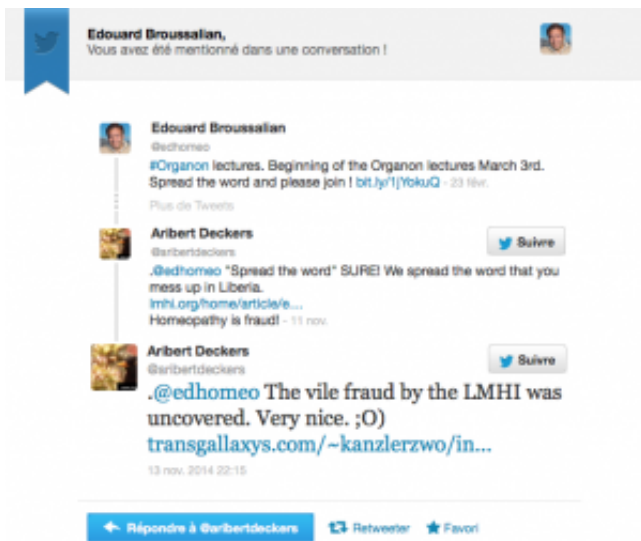 Edouard Broussalian,
Vous avez été mentionné dans une conversation !
Edouard Broussalian
@edhomeo
#Organon lectures. Beginning of the Organon lectures March 3rd.
Spread the word and please join ! bit.ly/1jYokuQ - 23 févr.
Plus de Tweets
Aribert Deckers
@aribertdeckers
Suivre
.@edhomeo "Spread the word" SURE! We spread the word that you
mess up in Liberia.
lmhi.org/home/article/e...
Homeopathy is fraud! - 11 nov.
Aribert Deckers
@aribertdeckers
Suivre
.@edhomeo The vile fraud by the LMHI was
uncovered. Very nice. ;O)
transgallaxys.com/~kanzlerzwo/in...
13 nov. 2014 22:15
Répondre à @aribertdeckers Retweeter Favori